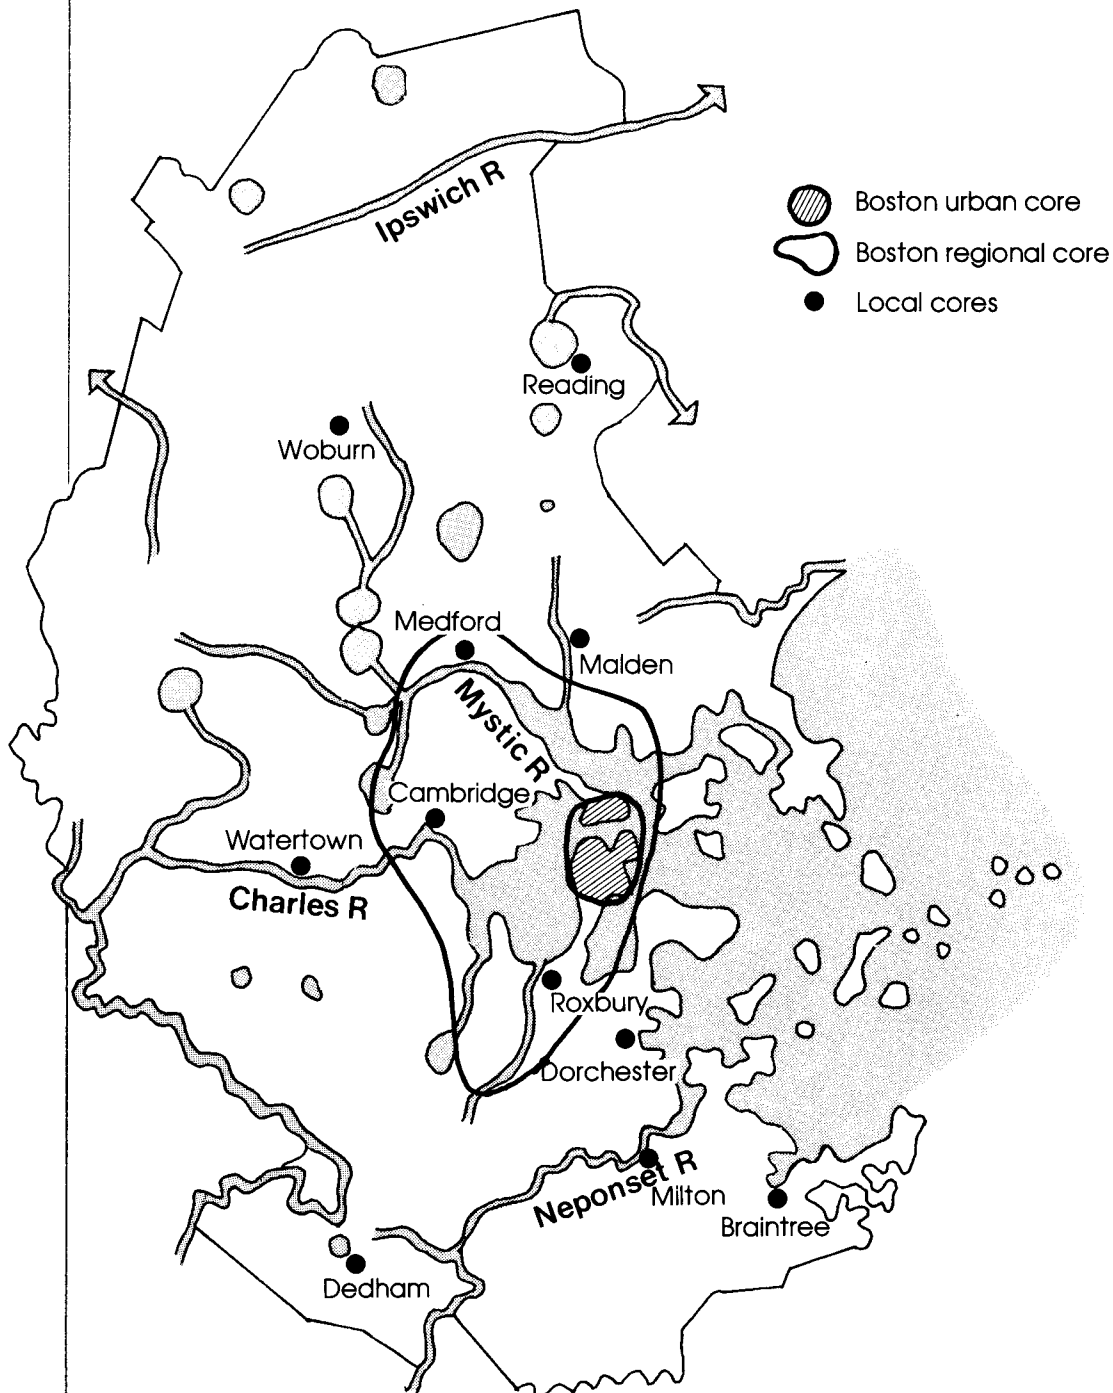 Ipswich R
Boston urban core
Boston regional core
Local cores
Reading
Woburn
Medford
Malden
Mystic R
Cambridge
Watertown
Charles R
Roxbury
Dorchester
Neponset R
Milton
Braintree
Dedham